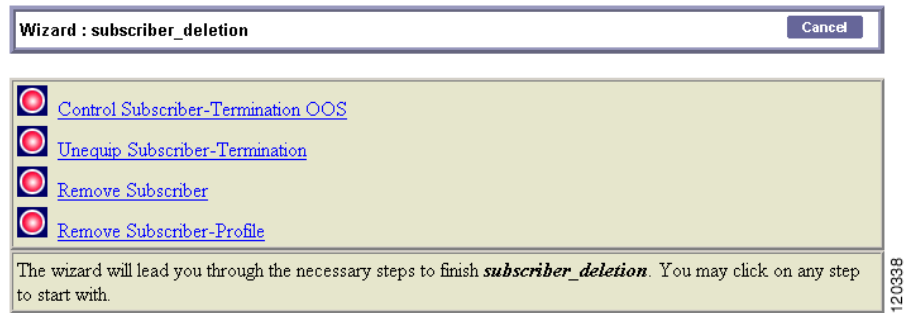 Wizard : subscriber_deletion
Cancel
Control Subscriber-Termination OOS
Unequip Subscriber-Termination
Remove Subscriber
Remove Subscriber-Profile
The wizard will lead you through the necessary steps to finish subscriber_deletion. You may click on any step
to start with.
120338